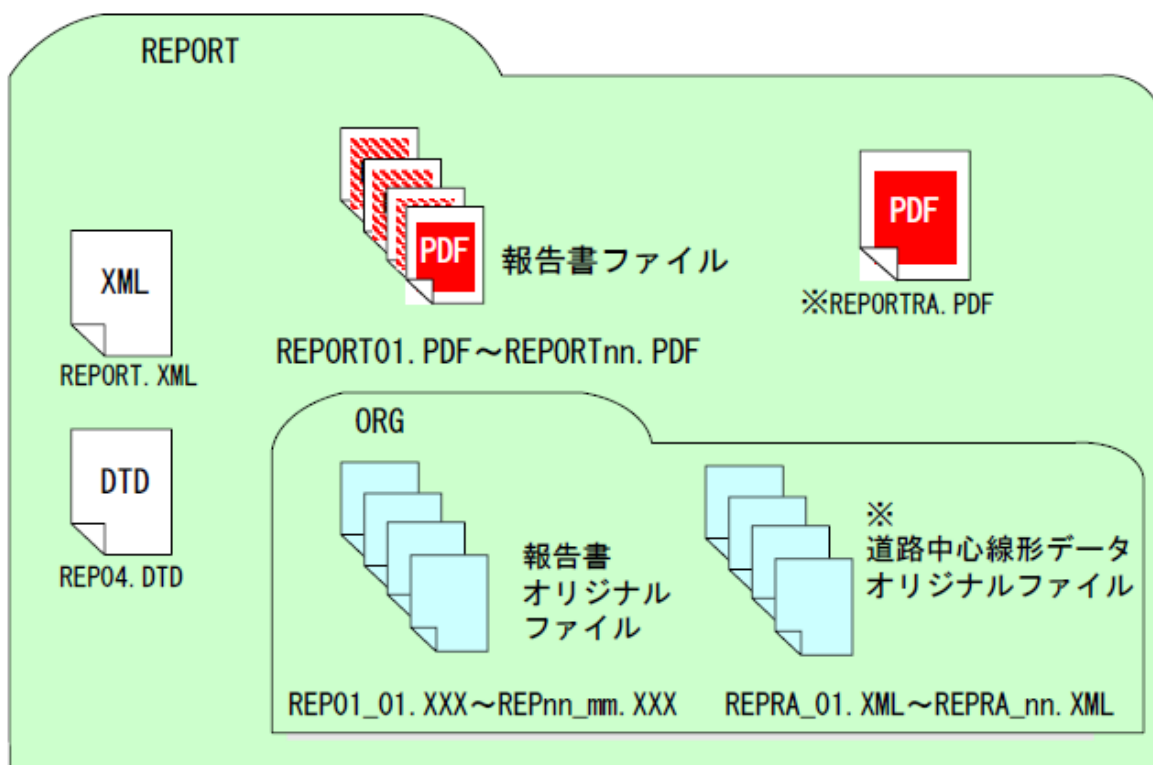 REPORT
PDF
報告書ファイル
REPORT01.PDF～REPORTnn.PDF
PDF
※REPORTRA.PDF
XML
REPORT.XML
DTD
REP04.DTD
ORG
報告書
オリジナル
ファイル
REP01_01.XXX～REPnn_mm.XXX
※
道路中心線形データ
オリジナルファイル
REPRA_01.XML～REPRA_nn.XML